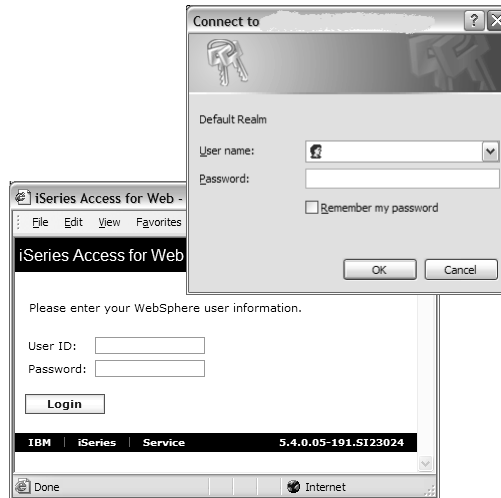 Connect to
Default Realm
User name:
Password:
Remember my password
OK Cancel
iSeries Access for Web -
File Edit View Favorites
iSeries Access for Web
Please enter your WebSphere user information.
User ID:
Password:
Login
IBM | iSeries | Service 5.4.0.05-191.SI23024
Done Internet